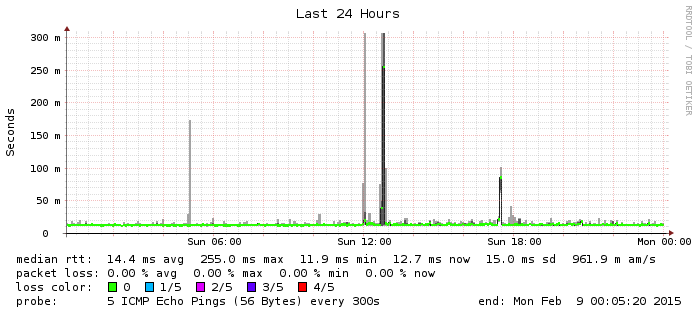 Last 24 Hours
RRDTOOL / TOBI OETIKER
Seconds
300 m
250 m
200 m
150 m
100 m
50 m
0
Sun 06:00 Sun 12:00 Sun 18:00 Mon 00:00
median rtt: 14.4 ms avg 255.0 ms max 11.9 ms min 12.7 ms now 15.0 ms sd 961.9 m am/s
packet loss: 0.00 % avg 0.00 % max 0.00 % min 0.00 % now
loss color: 0 1/5 2/5 3/5 4/5
probe: 5 ICMP Echo Pings (56 Bytes) every 300s end: Mon Feb 9 00:05:20 2015